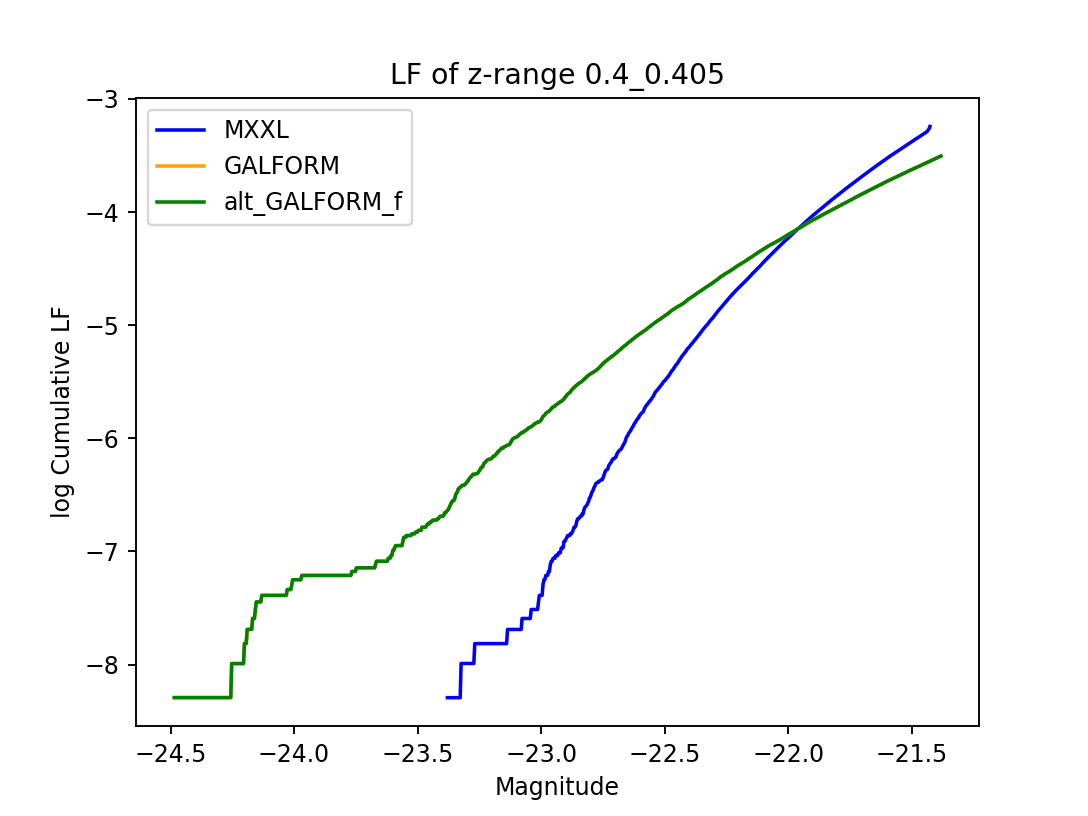 LF of z-range 0.4_0.405
MXXL
GALFORM
alt_GALFORM_f
log Cumulative LF
−3
−4
−5
−6
−7
−8
−24.5 −24.0 −23.5 −23.0 −22.5 −22.0 −21.5
Magnitude